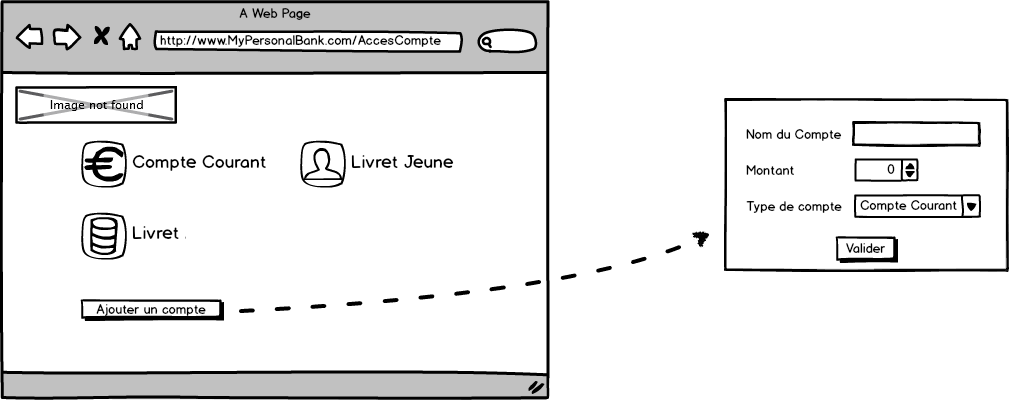 A Web Page
http://www.MyPersonalBank.com/AccesCompte
Image not found
Compte Courant
Livret Jeune
Livret
Ajouter un compte
Nom du Compte
Montant 0
Type de compte Compte Courant
Valider